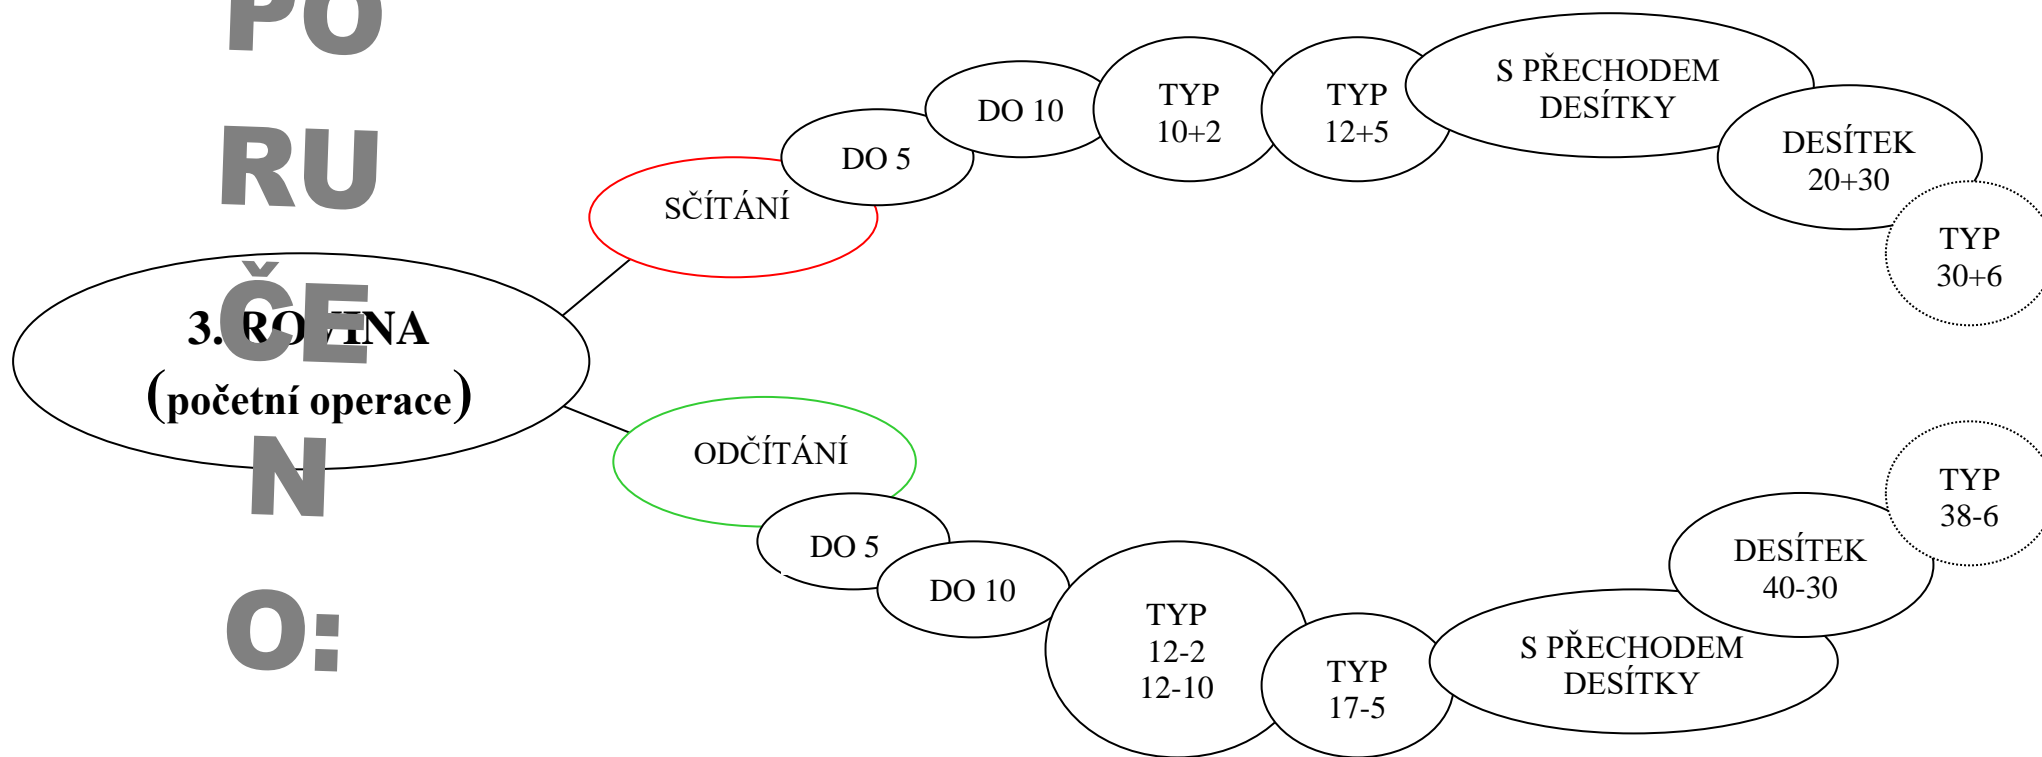 PO
RU
ČE
N
O:
3. ROVINA
(početní operace)
SČÍTÁNÍ
DO 5
DO 10
TYP
10+2
TYP
12+5
S PŘECHODEM
DESÍTKY
DESÍTEK
20+30
TYP
30+6
ODČÍTÁNÍ
DO 5
DO 10
TYP
12-2
12-10
TYP
17-5
S PŘECHODEM
DESÍTKY
DESÍTEK
40-30
TYP
38-6